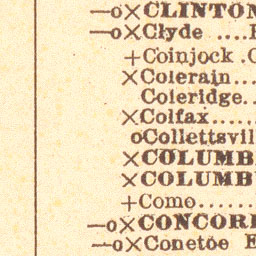 —o×CLINTON
—o×Clyde ....
+Coinjock .C
×Colerain....
Coleridge..
×Colfax.....
oCollettsvil
×COLUMB
×COLUMB
+Como.......
—o×CONCOR
—o×Conetoe E